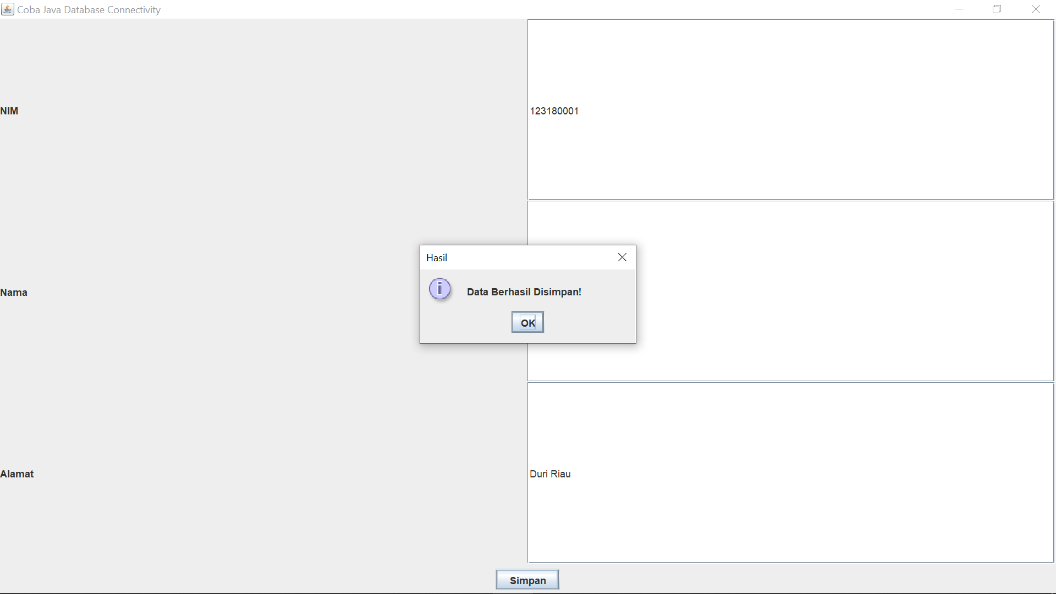 Coba Java Database Connectivity
NIM
123180001
Hasil
Data Berhasil Disimpan!
OK
Nama
Alamat
Duri Riau
Simpan